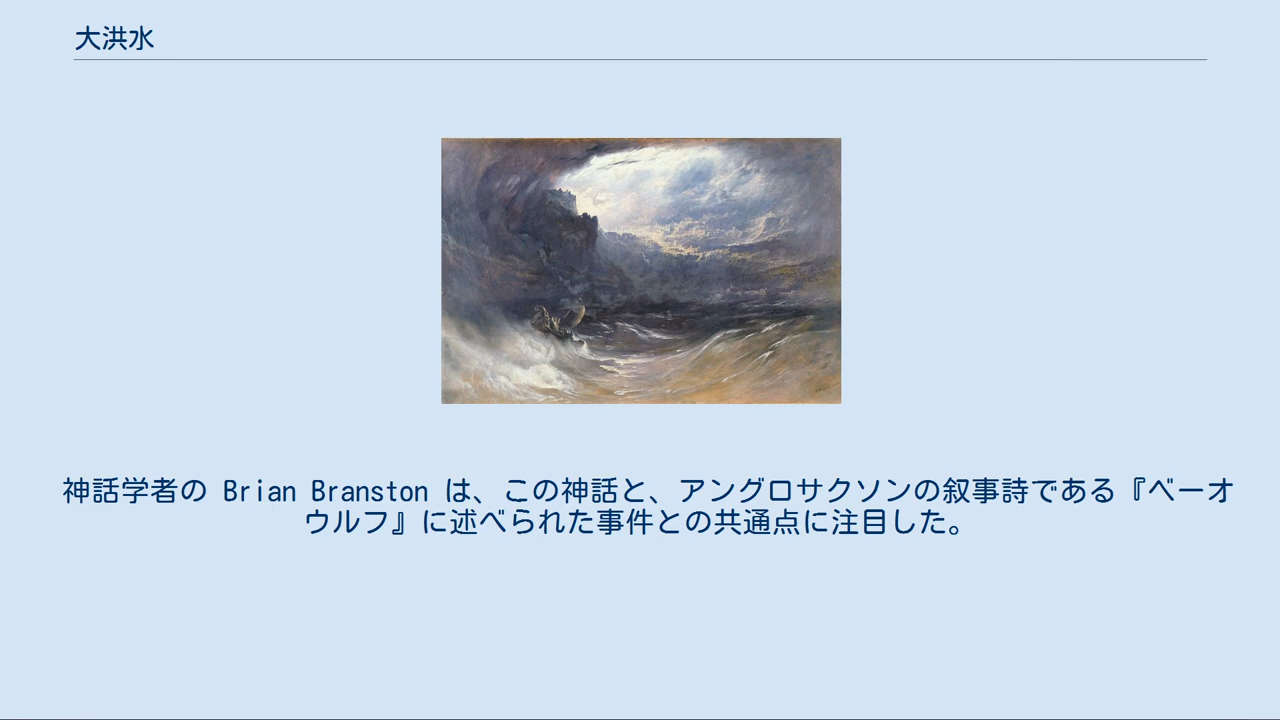 大洪水
神話学者の Brian Branston は、この神話と、アングロサクソンの叙事詩である『ベーオ
ウルフ』に述べられた事件との共通点に注目した。